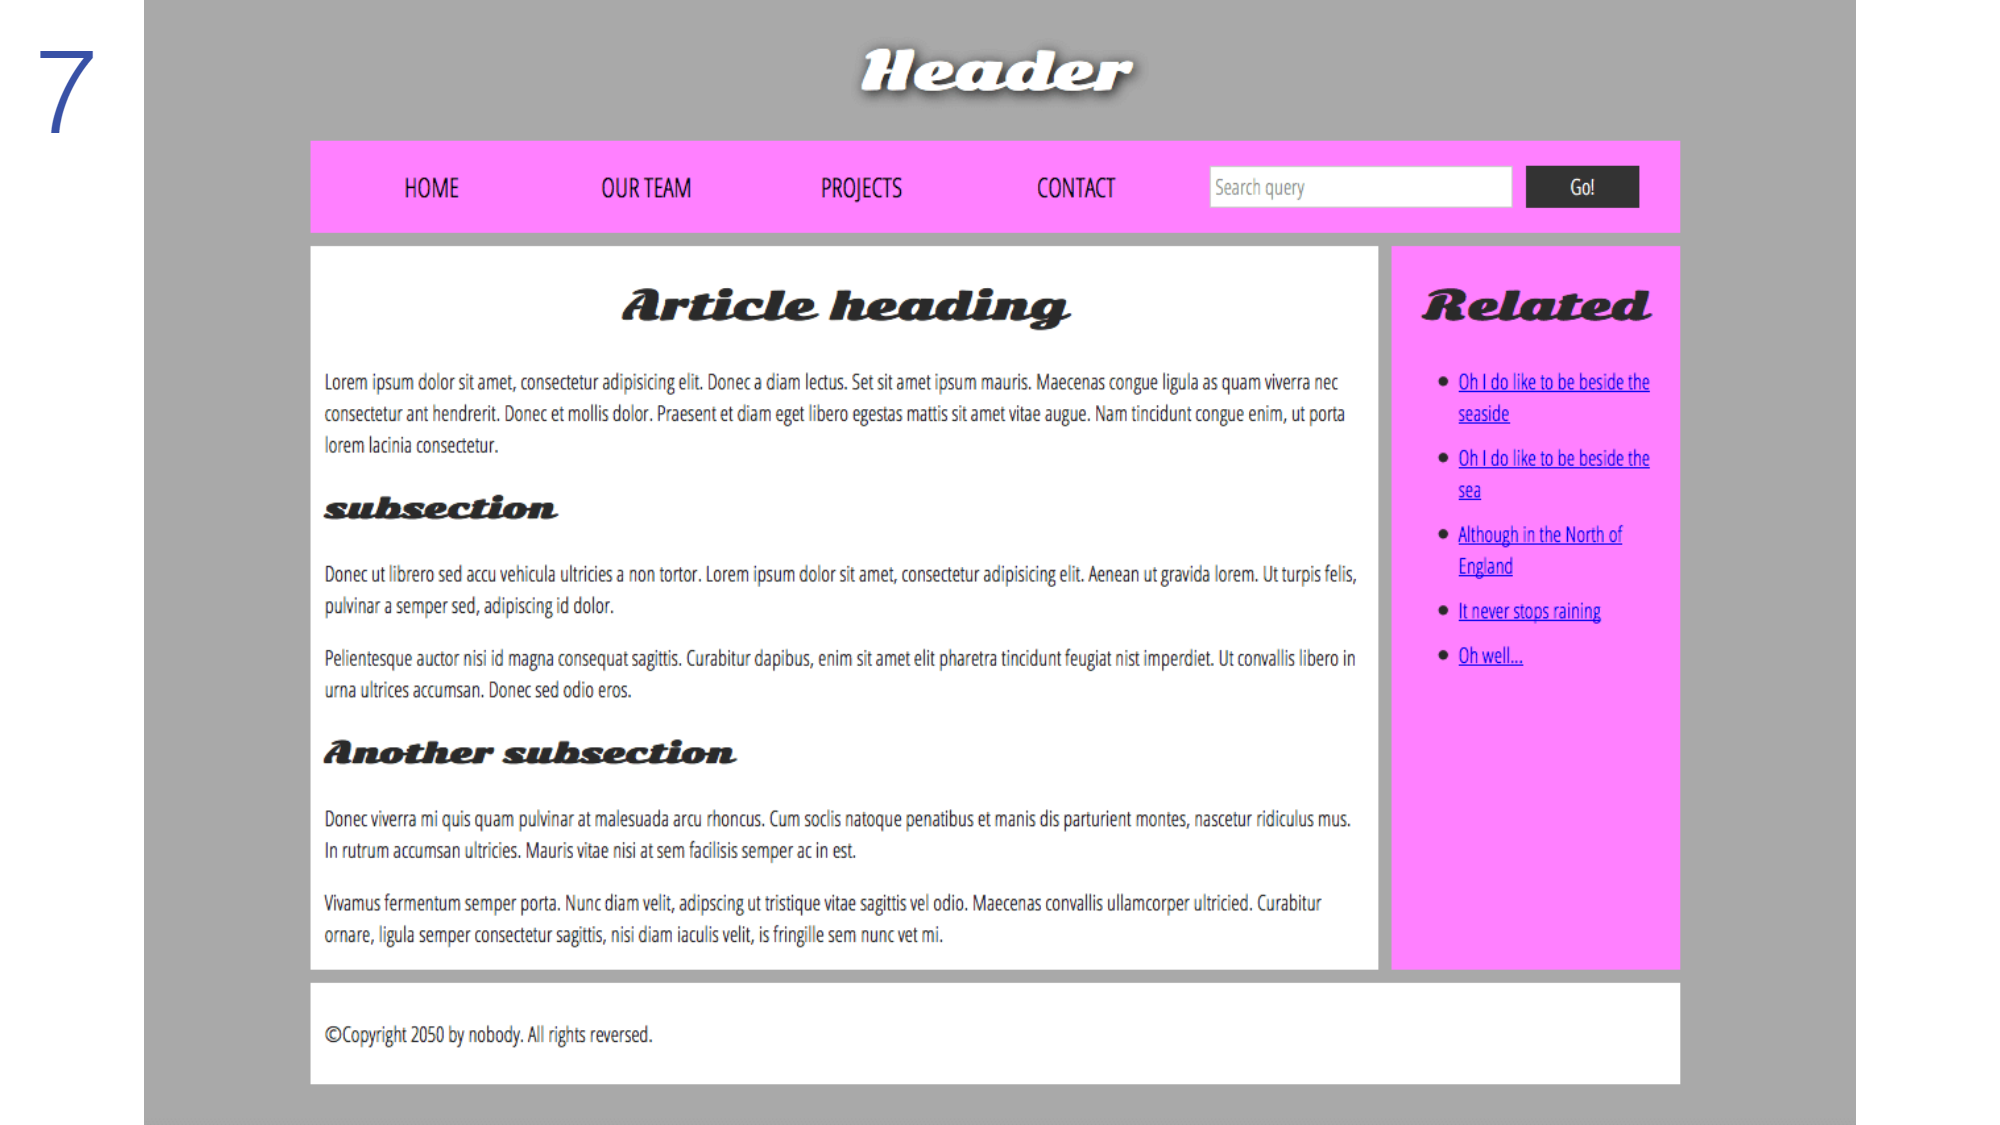 7
Header
HOME OUR TEAM PROJECTS CONTACT Search query Go!
Article heading
Lorem ipsum dolor sit amet, consectetur adipisicing elit. Donec a diam lectus. Set sit amet ipsum mauris. Maecenas congue ligula as quam viverra nec
consectetur ant hendrerit. Donec et mollis dolor. Praesent et diam eget libero egestas mattis sit amet vitae augue. Nam tincidunt congue enim, ut porta
lorem lacinia consectetur.
subsection
Donec ut librero sed accu vehicula ultricies a non tortor. Lorem ipsum dolor sit amet, consectetur adipisicing elit. Aenean ut gravida lorem. Ut turpis felis,
pulvinar a semper sed, adipiscing id dolor.
Pelientesque auctor nisi id magna consequat sagittis. Curabitur dapibus, enim sit amet elit pharetra tincidunt feugiat nist imperdiet. Ut convallis libero in
urna ultrices accumsan. Donec sed odio eros.
Another subsection
Donec viverra mi quis quam pulvinar at malesuada arcu rhoncus. Cum soclis natoque penatibus et manis dis parturient montes, nascetur ridiculus mus.
In rutrum accumsan ultricies. Mauris vitae nisi at sem facilisis semper ac in est.
Vivamus fermentum semper porta. Nunc diam velit, adipscing ut tristique vitae sagittis vel odio. Maecenas convallis ullamcorper ultricied. Curabitur
ornare, ligula semper consectetur sagittis, nisi diam iaculis velit, is fringille sem nunc vet mi.
Related
Oh I do like to be beside the
seaside
Oh I do like to be beside the
sea
Although in the North of
England
It never stops raining
Oh well...
©Copyright 2050 by nobody. All rights reversed.